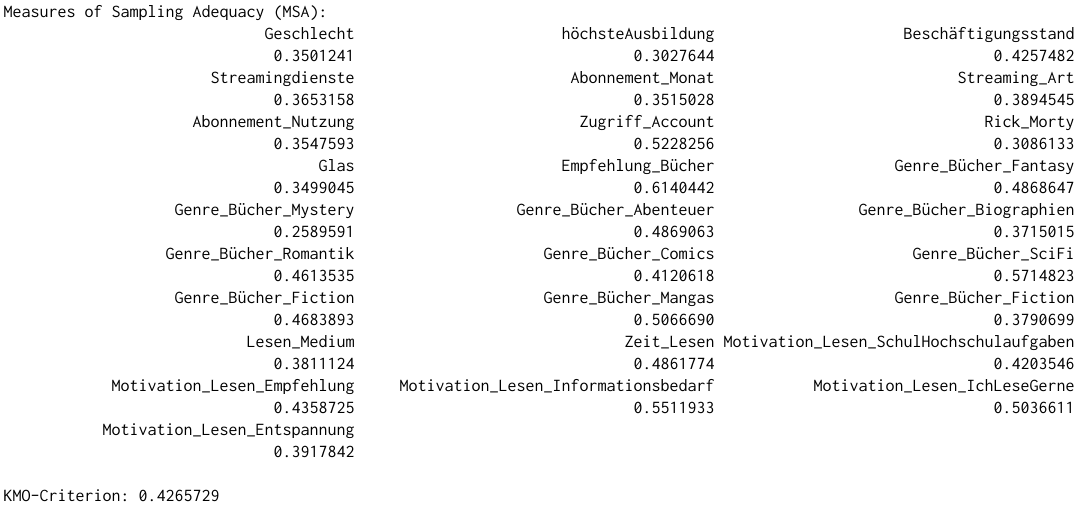 Measures of Sampling Adequacy (MSA):
Geschlecht höchsteAusbildung Beschäftigungsstand
0.3501241 0.3027644 0.4257482
Streamingdienste Abonnement_Monat Streaming_Art
0.3653158 0.3515028 0.3894545
Abonnement_Nutzung Zugriff_Account Rick_Morty
0.3547593 0.5228256 0.3086133
Glas Empfehlung_Bücher Genre_Bücher_Fantasy
0.3499045 0.6140442 0.4868647
Genre_Bücher_Mystery Genre_Bücher_Abenteuer Genre_Bücher_Biographien
0.2589591 0.4869063 0.3715015
Genre_Bücher_Romantik Genre_Bücher_Comics Genre_Bücher_SciFi
0.4613535 0.4120618 0.5714823
Genre_Bücher_Fiction Genre_Bücher_Mangas Genre_Bücher_Fiction
0.4683893 0.5066690 0.3790699
Lesen_Medium Zeit_Lesen Motivation_Lesen_SchulHochschulaufgaben
0.3811124 0.4861774 0.4203546
Motivation_Lesen_Empfehlung Motivation_Lesen_Informationsbedarf Motivation_Lesen_IchLeseGerne
0.4358725 0.5511933 0.5036611
Motivation_Lesen_Entspannung
0.3917842
KMO-Criterion: 0.4265729